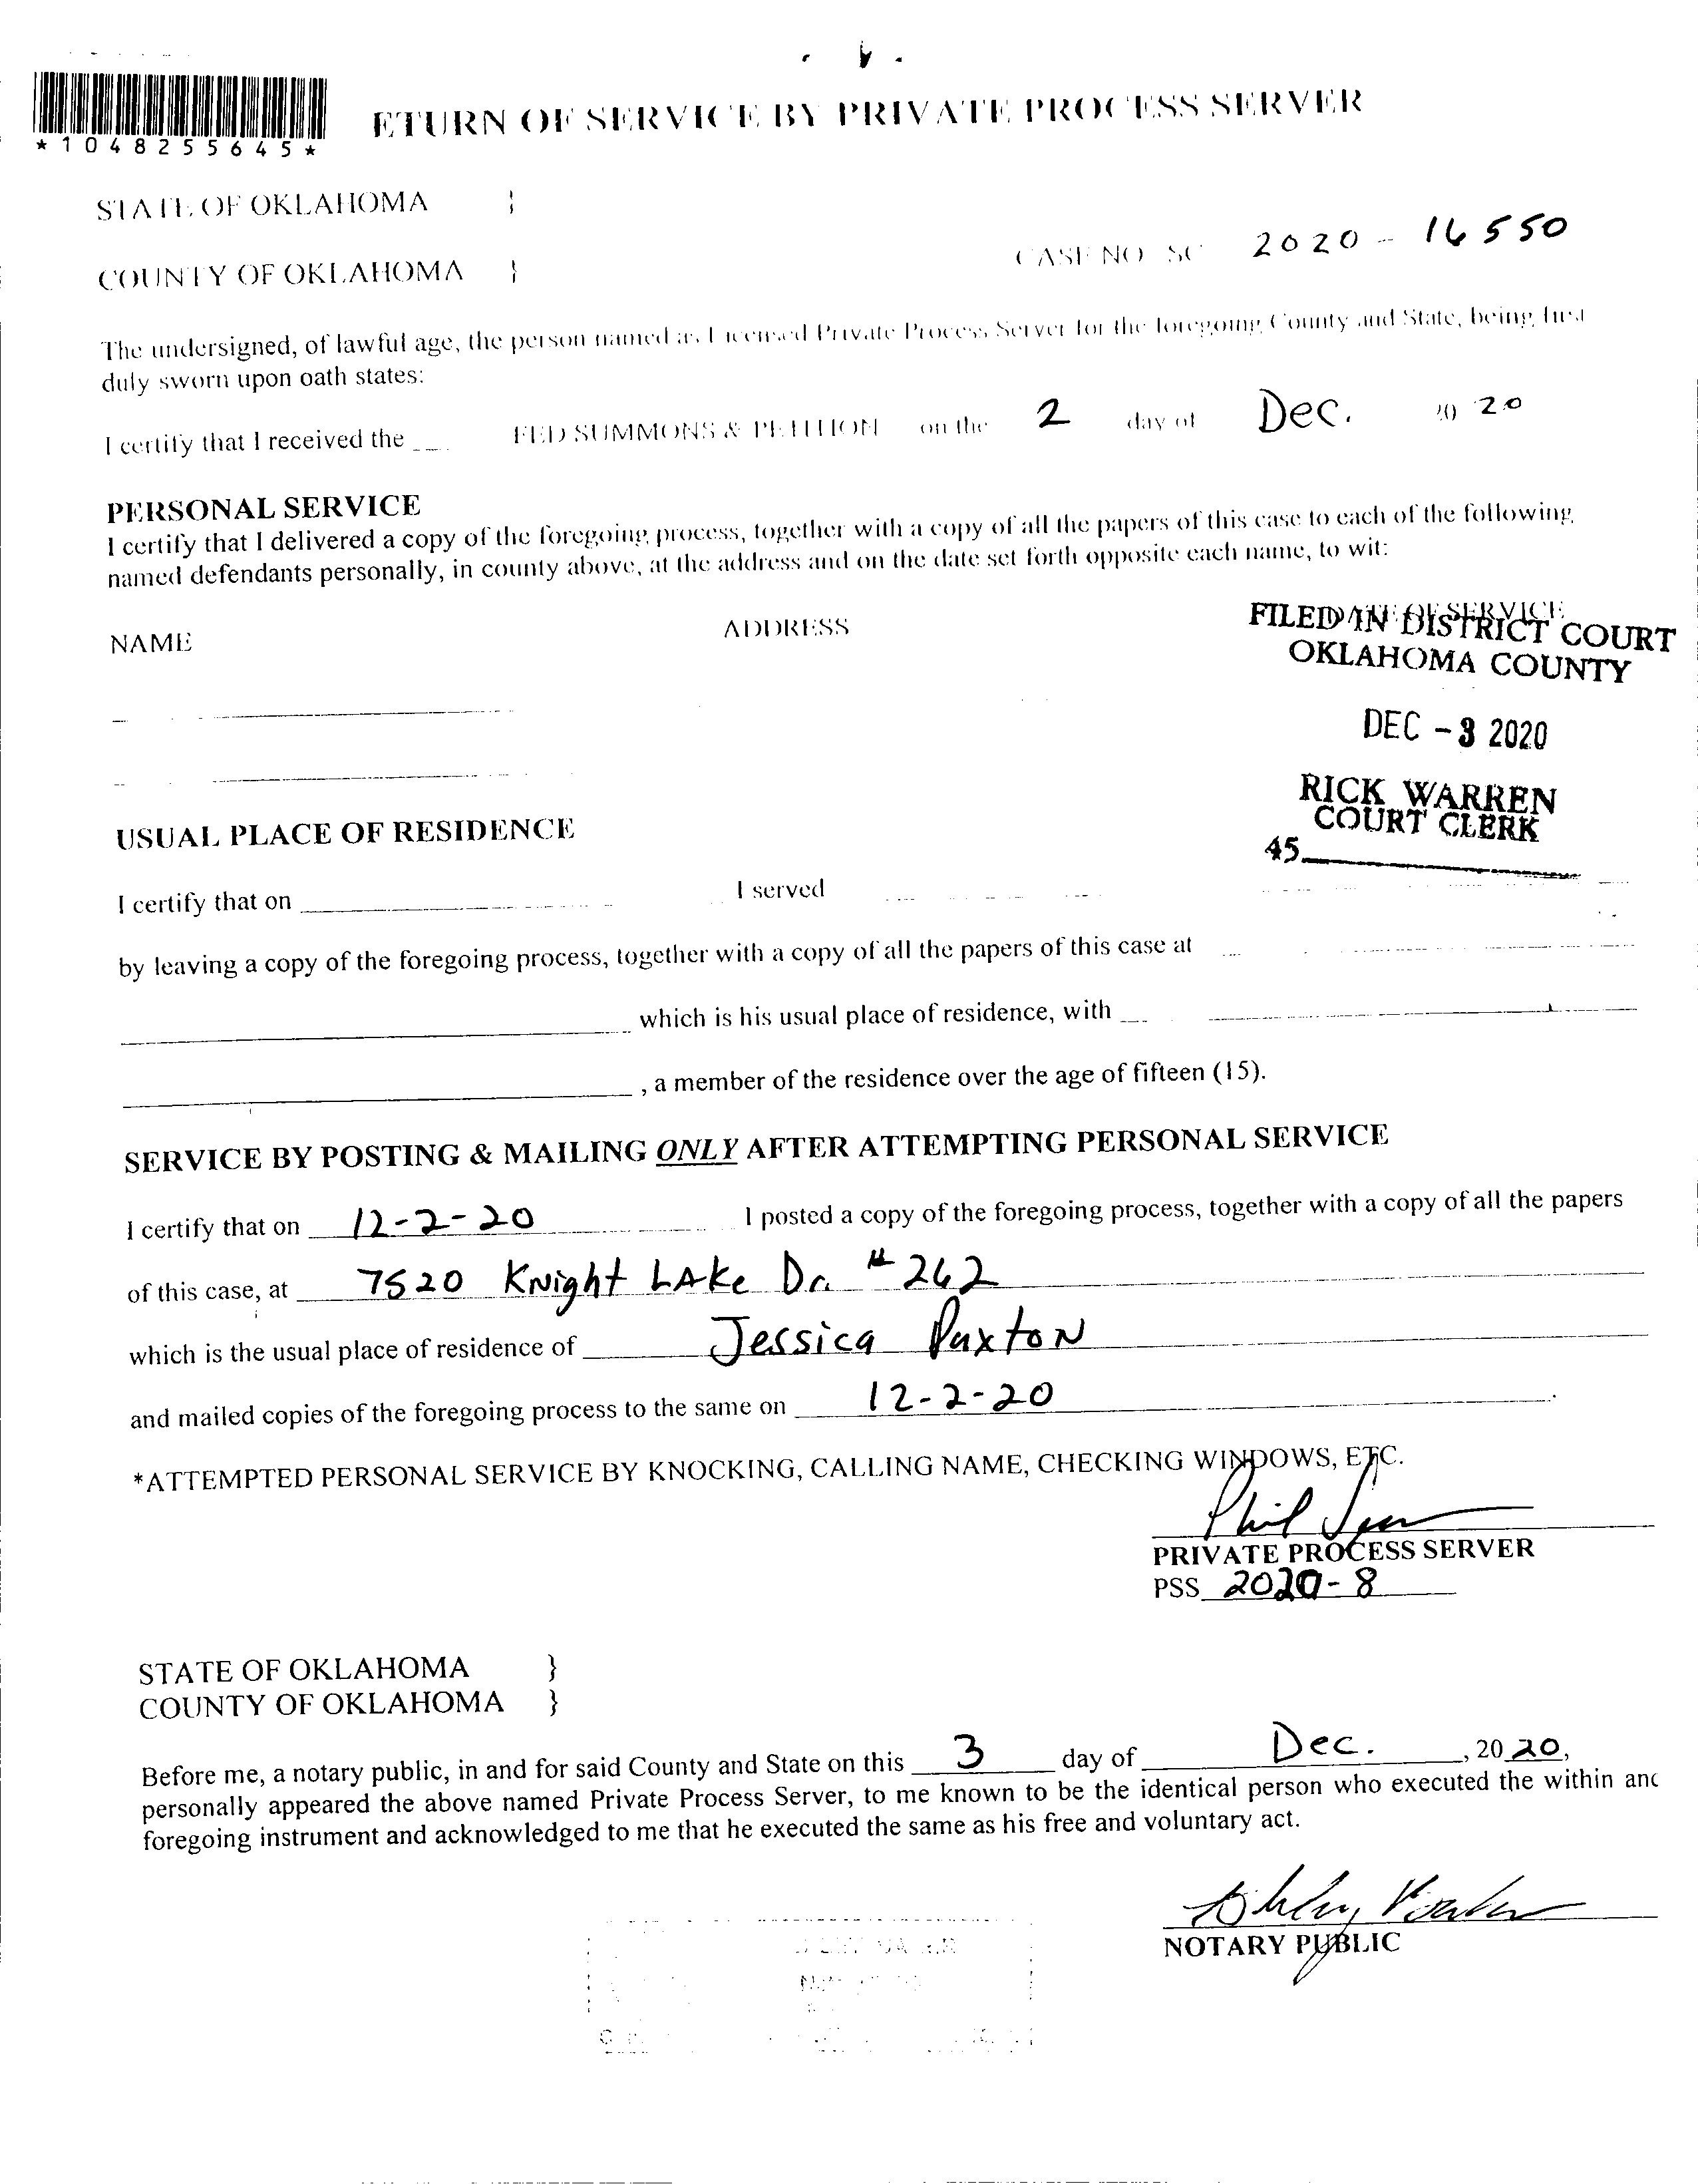 *1048255645*
ETURN OF SERVICE BY PRIVATE PROCESS SERVER
STATE OF OKLAHOMA }
CASE NO SC 2020-16550
COUNTY OF OKLAHOMA }
The undersigned, of lawful age, the person named as Licensed Private Process Server for the foregoing County and State, being first
duly sworn upon oath states:
I certify that I received the FED SUMMONS & PETITION on the 2 day of Dec. 20 20
PERSONAL SERVICE
I certify that I delivered a copy of the foregoing process, together with a copy of all the papers of this case to each of the following
named defendants personally, in county above, at the address and on the date set forth opposite each name, to wit:
NAME ADDRESS DATE OF SERVICE
FILED IN DISTRICT COURT
OKLAHOMA COUNTY
DEC -3 2020
RICK WARREN
COURT CLERK
45
USUAL PLACE OF RESIDENCE
I certify that on I served
by leaving a copy of the foregoing process, together with a copy of all the papers of this case at
which is his usual place of residence, with
, a member of the residence over the age of fifteen (15).
SERVICE BY POSTING & MAILING ONLY AFTER ATTEMPTING PERSONAL SERVICE
I certify that on 12-2-20 I posted a copy of the foregoing process, together with a copy of all the papers
of this case, at 7520 Knight Lake Dr. #262
which is the usual place of residence of Jessica Paxton
and mailed copies of the foregoing process to the same on 12-2-20.
*ATTEMPTED PERSONAL SERVICE BY KNOCKING, CALLING NAME, CHECKING WINDOWS, ETC.
Phil
PRIVATE PROCESS SERVER
PSS 2020-8
STATE OF OKLAHOMA }
COUNTY OF OKLAHOMA }
Before me, a notary public, in and for said County and State on this 3 day of Dec., 20 20,
personally appeared the above named Private Process Server, to me known to be the identical person who executed the within and
foregoing instrument and acknowledged to me that he executed the same as his free and voluntary act.
NOTARY PUBLIC